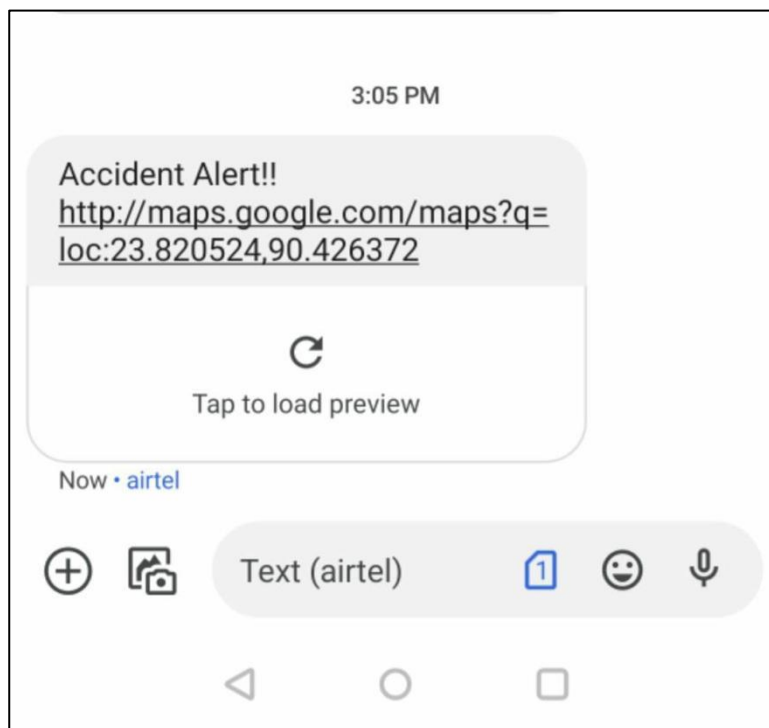 3:05 PM
Accident Alert!!
http://maps.google.com/maps?q=
loc:23.820524,90.426372
Tap to load preview
Now • airtel
Text (airtel) 1